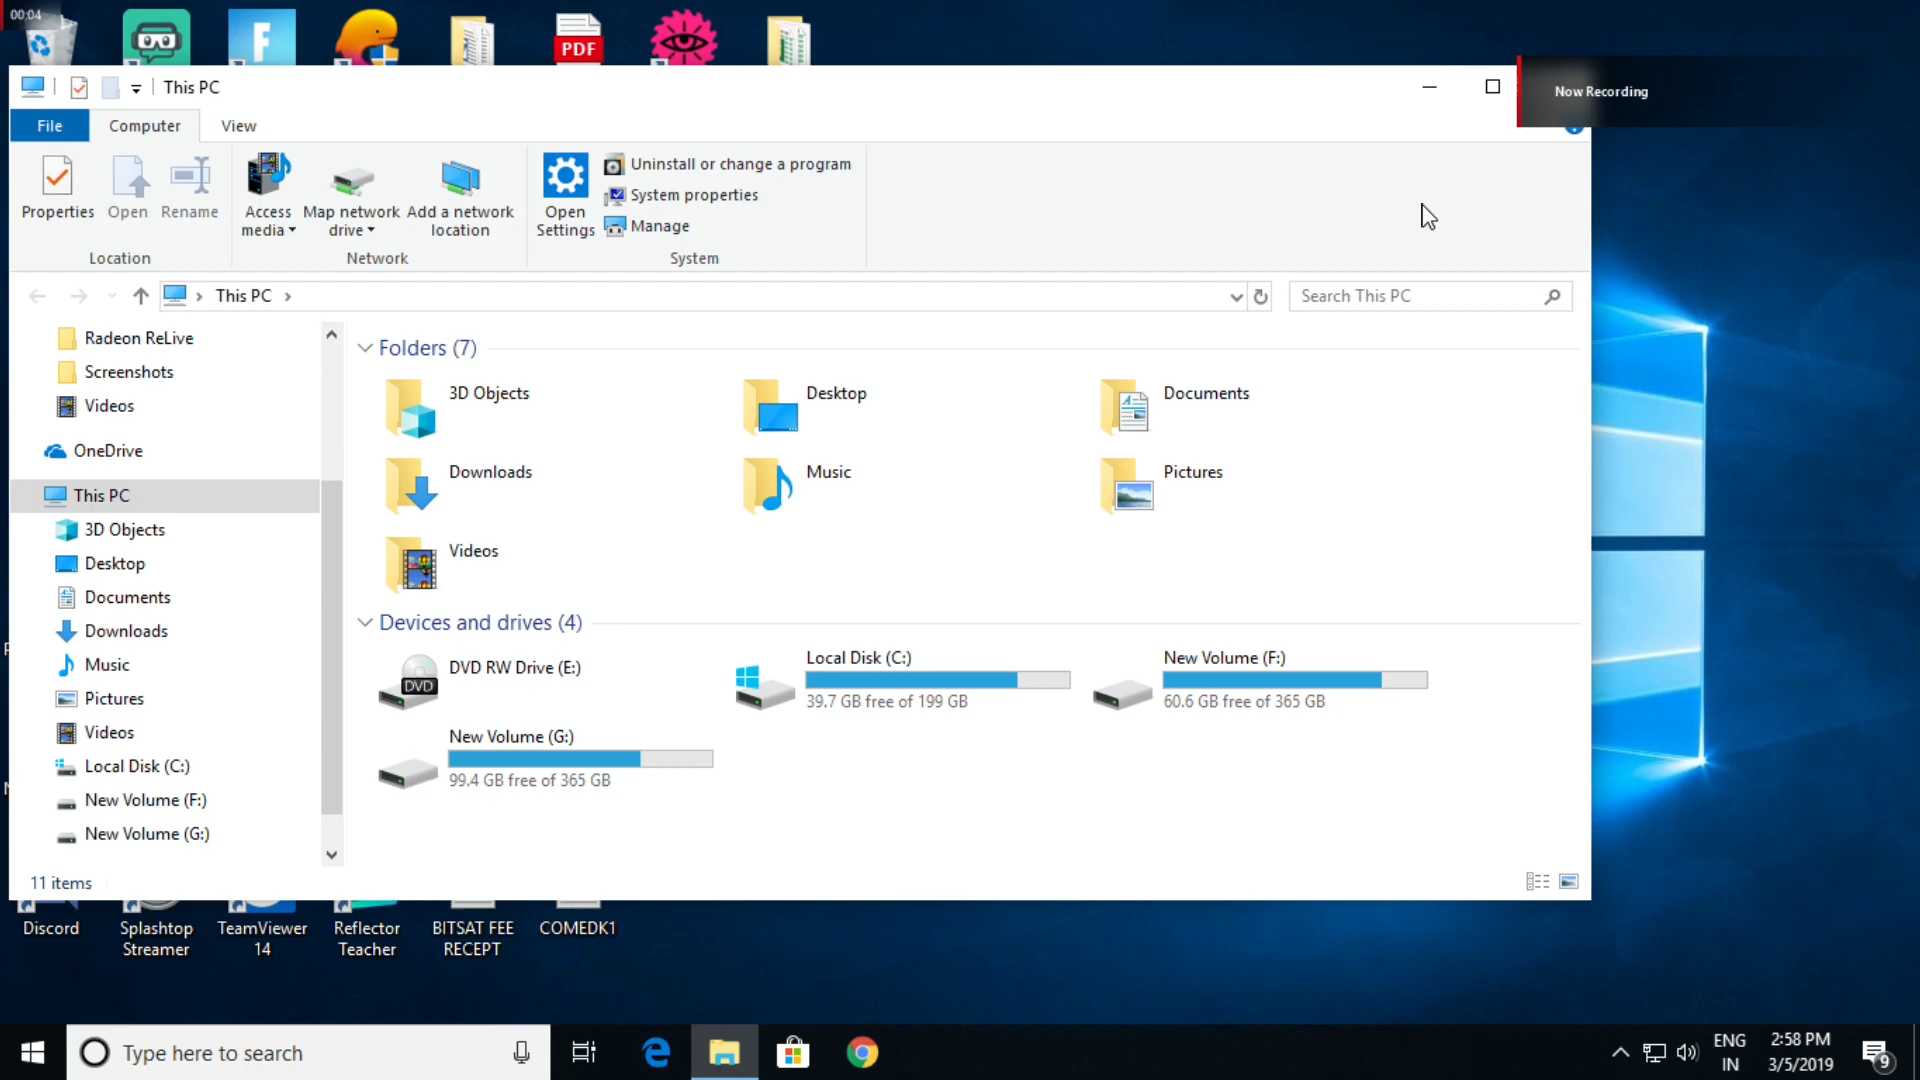 00:04
PDF
This PC
Now Recording
File
Computer
View
Properties
Open
Rename
Access media
Map network drive
Add a network location
Open Settings
Uninstall or change a program
System properties
Manage
Location
Network
System
This PC
Search This PC
Radeon ReLive
Screenshots
Videos
OneDrive
This PC
3D Objects
Desktop
Documents
Downloads
Music
Pictures
Videos
Local Disk (C:)
New Volume (F:)
New Volume (G:)
Folders (7)
3D Objects
Desktop
Documents
Downloads
Music
Pictures
Videos
Devices and drives (4)
DVD RW Drive (E:)
DVD
Local Disk (C:)
39.7 GB free of 199 GB
New Volume (F:)
60.6 GB free of 365 GB
New Volume (G:)
99.4 GB free of 365 GB
11 items
Discord
Splashtop Streamer
TeamViewer 14
Reflector Teacher
BITSAT FEE RECEPT
COMEDK1
Type here to search
ENG
IN
2:58 PM
3/5/2019
9